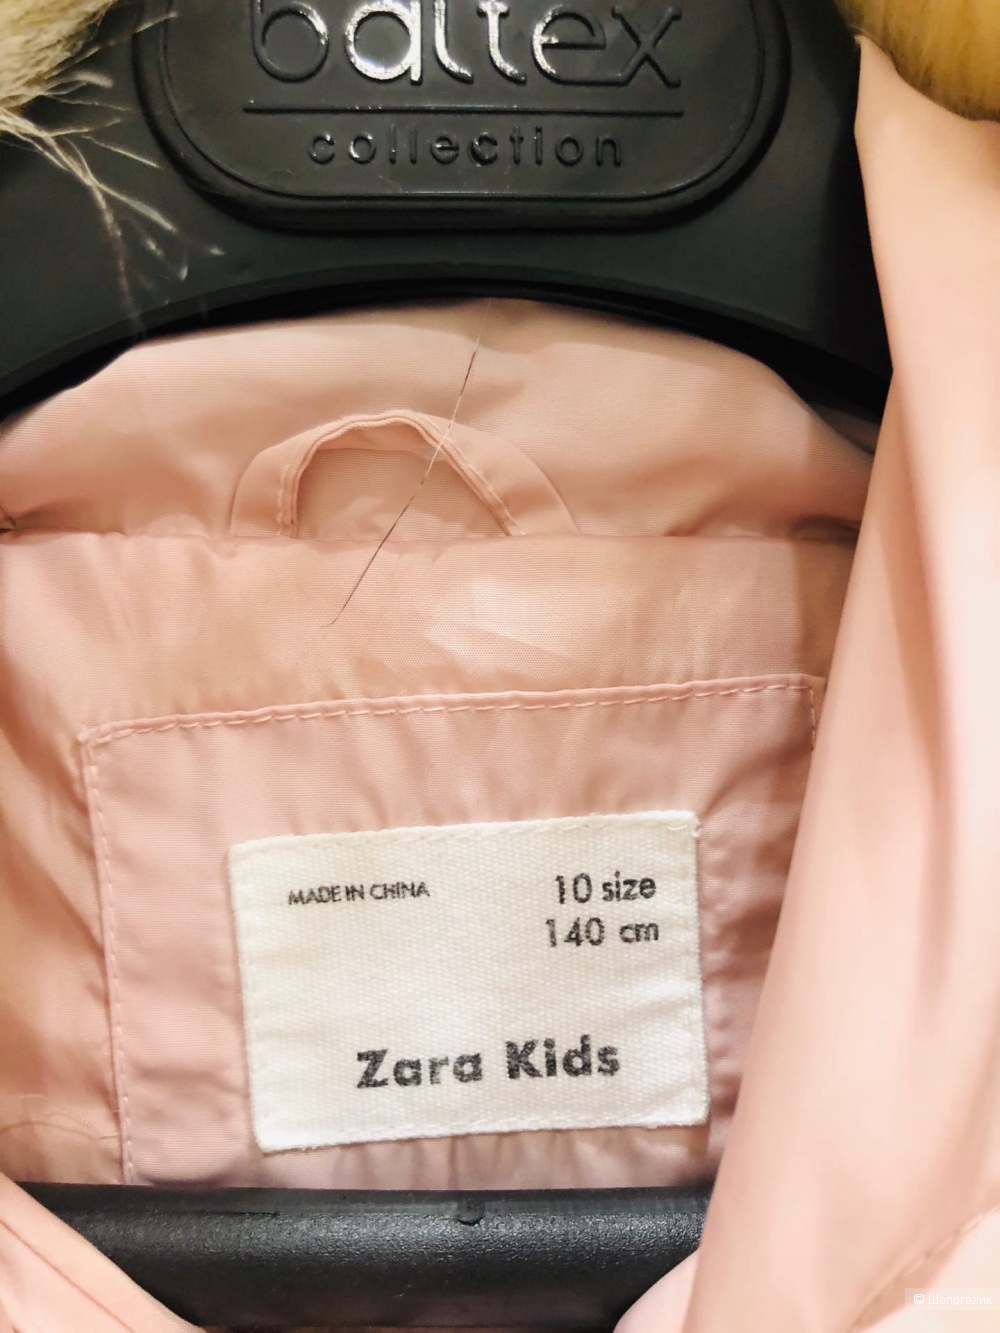 baltex
collection
MADE IN CHINA
10 size
140 cm
Zara Kids
© Шопоголик